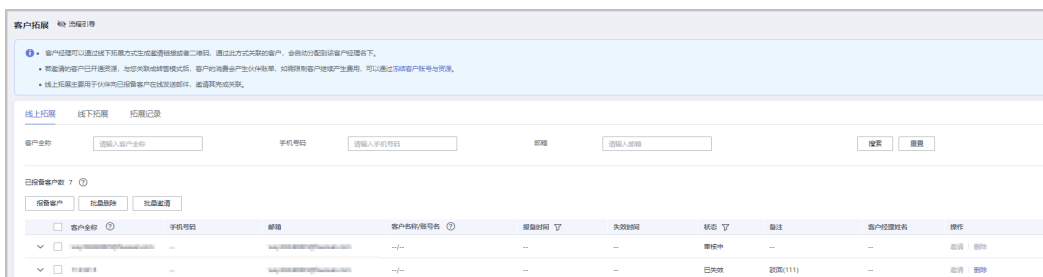 客户拓展 流程引导
• 客户经理可以通过线下拓展方式生成邀请链接或者二维码，通过此方式关联的客户，会自动分配到该客户经理名下。
• 若邀请的客户已开通资源，与您关联成转售模式后，客户的消费会产生伙伴账单，如需限制客户继续产生费用，可以通过冻结客户账号与资源。
• 线上拓展主要用于伙伴向已报备客户在线发送邮件，邀请其完成关联。
线上拓展 线下拓展 拓展记录
客户全称 请输入客户全称 手机号码 请输入手机号码 邮箱 请输入邮箱 搜索 重置
已报备客户数 7
报备客户 批量删除 批量邀请
客户全称 手机号码 邮箱 客户名称/账号名 报备时间 失效时间 状态 备注 客户经理姓名 操作
-- --/-- -- -- 审核中 -- 邀请 | 删除
-- --/-- -- -- 已失效 驳回(111) -- 邀请 | 删除